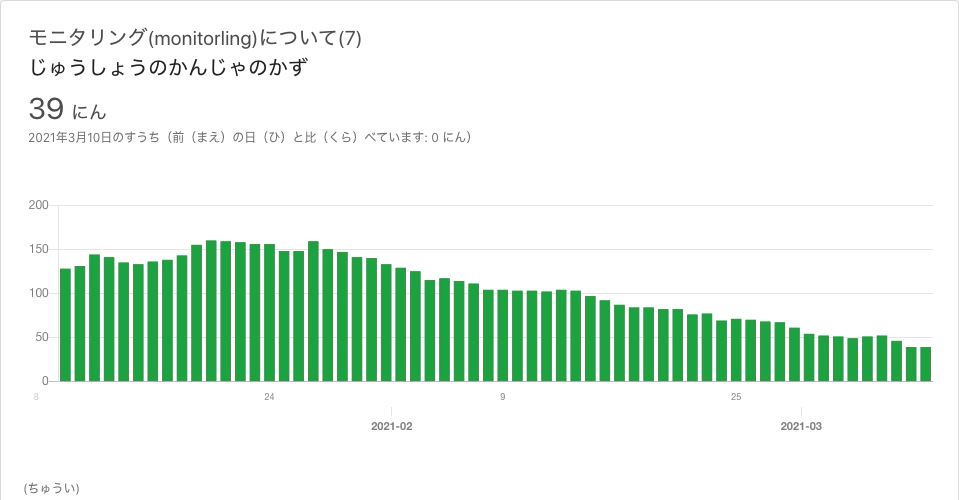 モニタリング(monitorling)について(7)
じゅうしょうのかんじゃのかず
39 にん
2021年3月10日のすうち（前（まえ）の日（ひ）と比（くら）べています: 0 にん）
200
150
100
50
0
8 24 9 25
2021-02 2021-03
(ちゅうい)